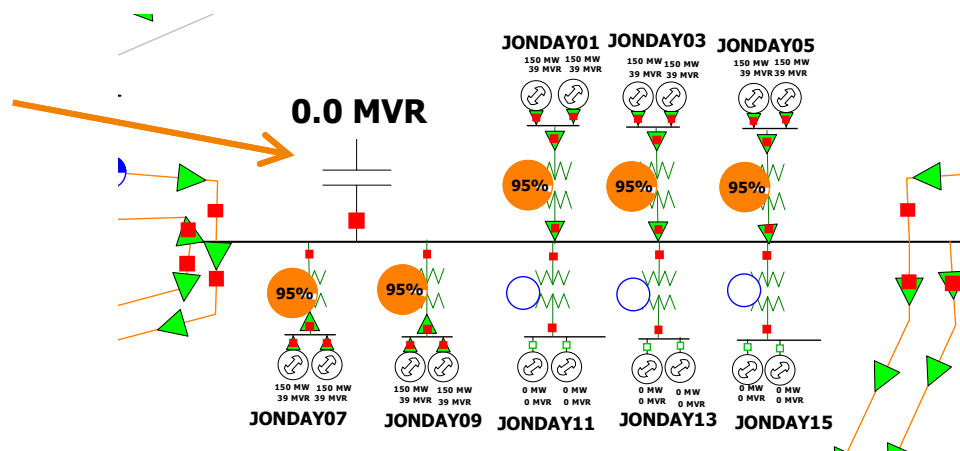 JONDAY01 JONDAY03 JONDAY05
150 MW 150 MW 150 MW 150 MW 150 MW 150 MW
39 MVR 39 MVR 39 MVR 39 MVR 39 MVR 39 MVR
0.0 MVR
95% 95% 95%
95% 95%
150 MW 150 MW 150 MW 150 MW 0 MW 0 MW 0 MW 0 MW 0 MW 0 MW
39 MVR 39 MVR 39 MVR 39 MVR 0 MVR 0 MVR 0 MVR 0 MVR 0 MVR 0 MVR
JONDAY07 JONDAY09 JONDAY11 JONDAY13 JONDAY15